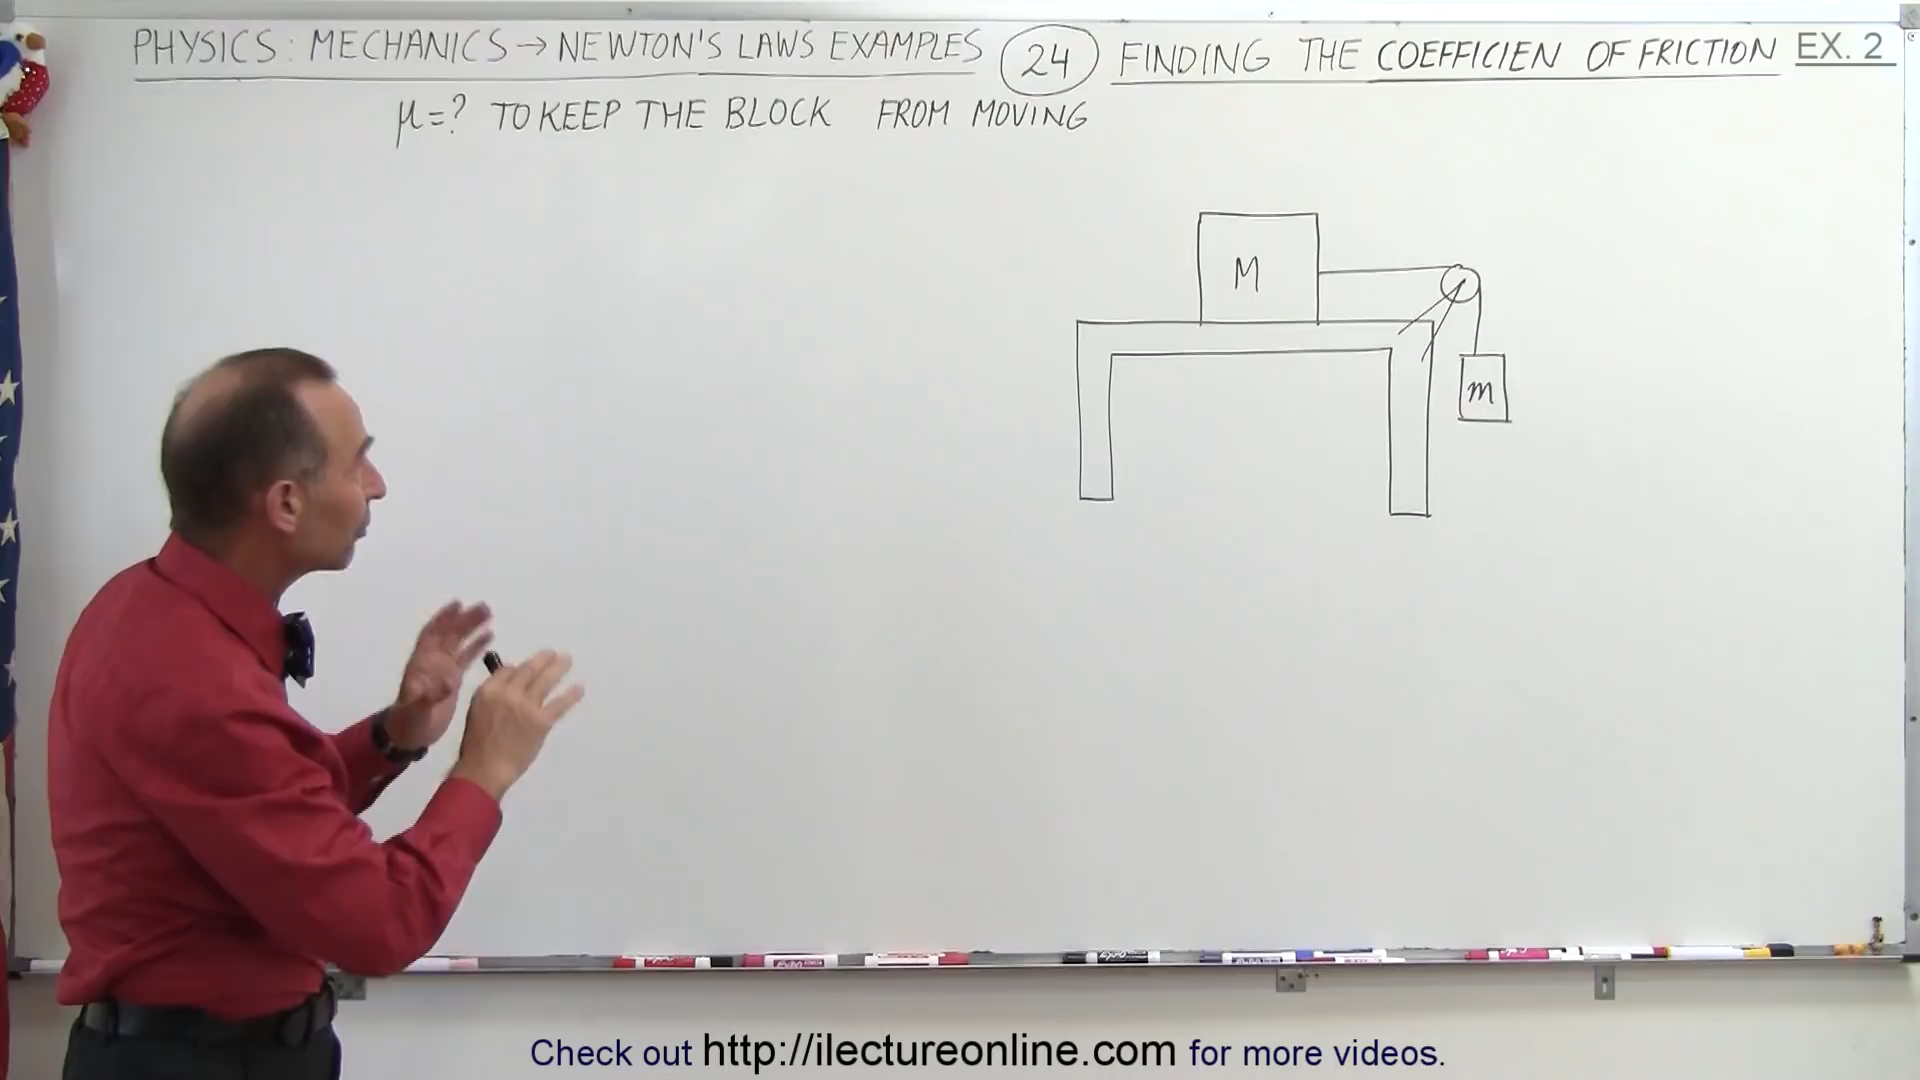 PHYSICS: MECHANICS → NEWTON'S LAWS EXAMPLES 24 FINDING THE COEFFICIEN OF FRICTION EX. 2
μ=? TO KEEP THE BLOCK FROM MOVING
M
m
Check out http://ilectureonline.com for more videos.